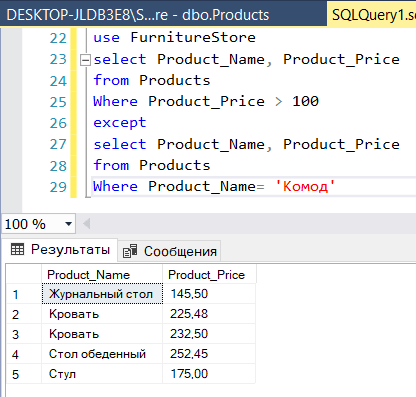 DESKTOP-JLDB3E8\S...re - dbo.Products
SQLQuery1.s
22 use FurnitureStore
23 select Product_Name, Product_Price
24 from Products
25 Where Product_Price > 100
26 except
27 select Product_Name, Product_Price
28 from Products
29 Where Product_Name= 'Комод'
100 %
Результаты Сообщения
Product_Name Product_Price
1 Журнальный стол 145,50
2 Кровать 225,48
3 Кровать 232,50
4 Стол обеденный 252,45
5 Стул 175,00